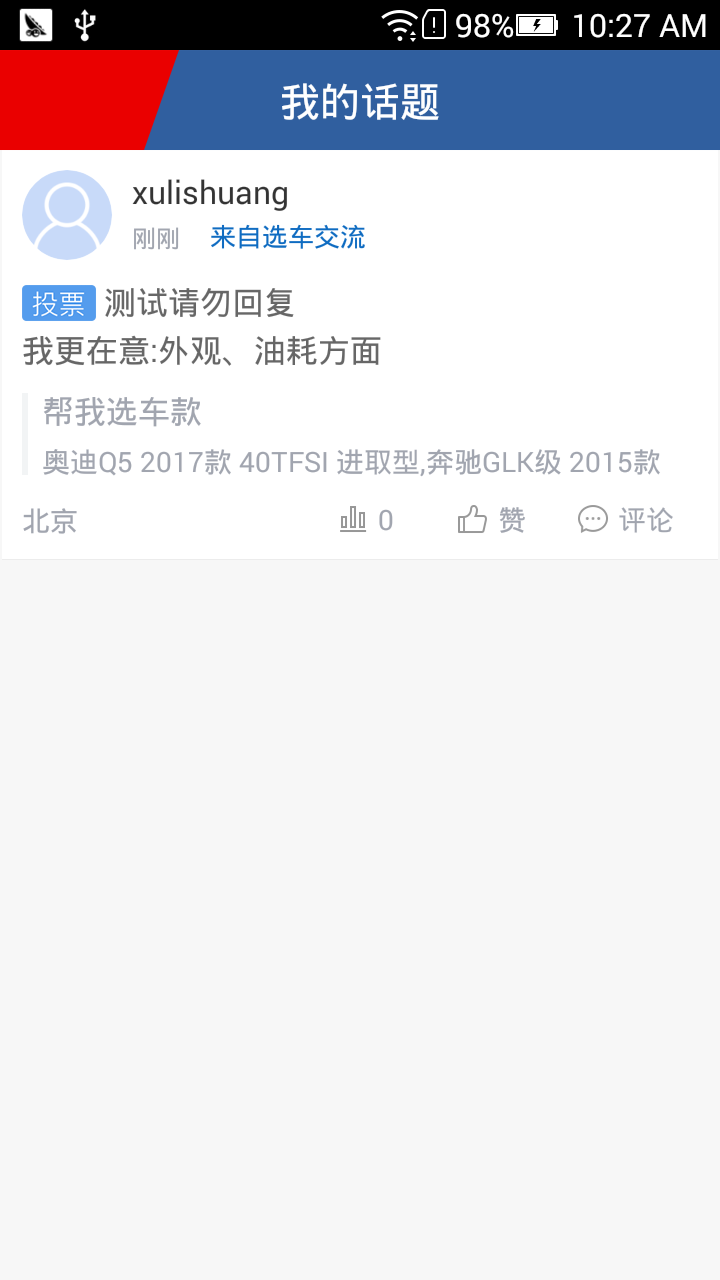 98% 10:27 AM
我的话题
xulishuang
刚刚 来自选车交流
投票 测试请勿回复
我更在意:外观、油耗方面
帮我选车款
奥迪Q5 2017款 40TFSI 进取型,奔驰GLK级 2015款
北京 0 赞 评论